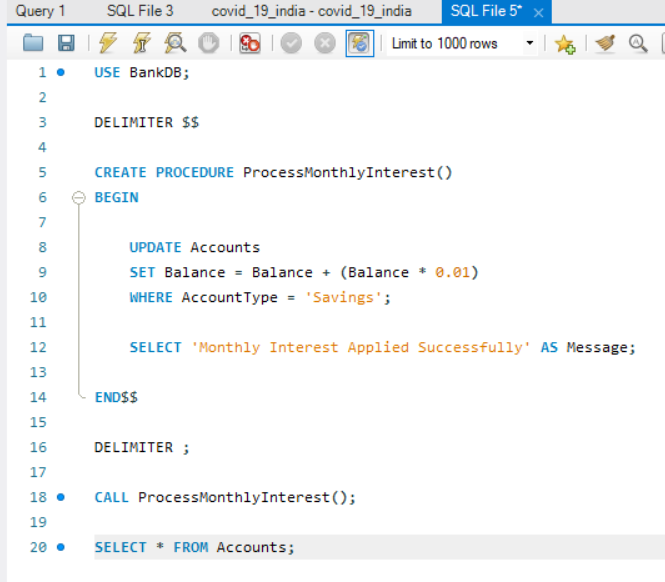 Query 1 SQL File 3 covid_19_india - covid_19_india SQL File 5*
Limit to 1000 rows
1 USE BankDB;
2
3 DELIMITER $$
4
5 CREATE PROCEDURE ProcessMonthlyInterest()
6 BEGIN
7
8 UPDATE Accounts
9 SET Balance = Balance + (Balance * 0.01)
10 WHERE AccountType = 'Savings';
11
12 SELECT 'Monthly Interest Applied Successfully' AS Message;
13
14 END$$
15
16 DELIMITER ;
17
18 CALL ProcessMonthlyInterest();
19
20 SELECT * FROM Accounts;